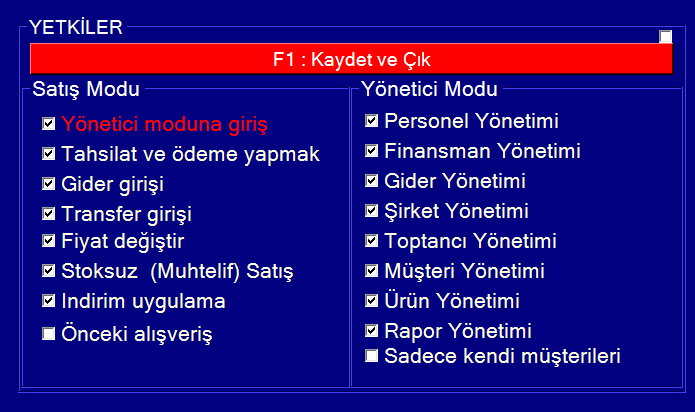 YETKİLER
F1 : Kaydet ve Çık
Satış Modu
Yönetici moduna giriş
Tahsilat ve ödeme yapmak
Gider girişi
Transfer girişi
Fiyat değiştir
Stoksuz  (Muhtelif) Satış
Indirim uygulama
Önceki alışveriş
Yönetici Modu
Personel Yönetimi
Finansman Yönetimi
Gider Yönetimi
Şirket Yönetimi
Toptancı Yönetimi
Müşteri Yönetimi
Ürün Yönetimi
Rapor Yönetimi
Sadece kendi müşterileri